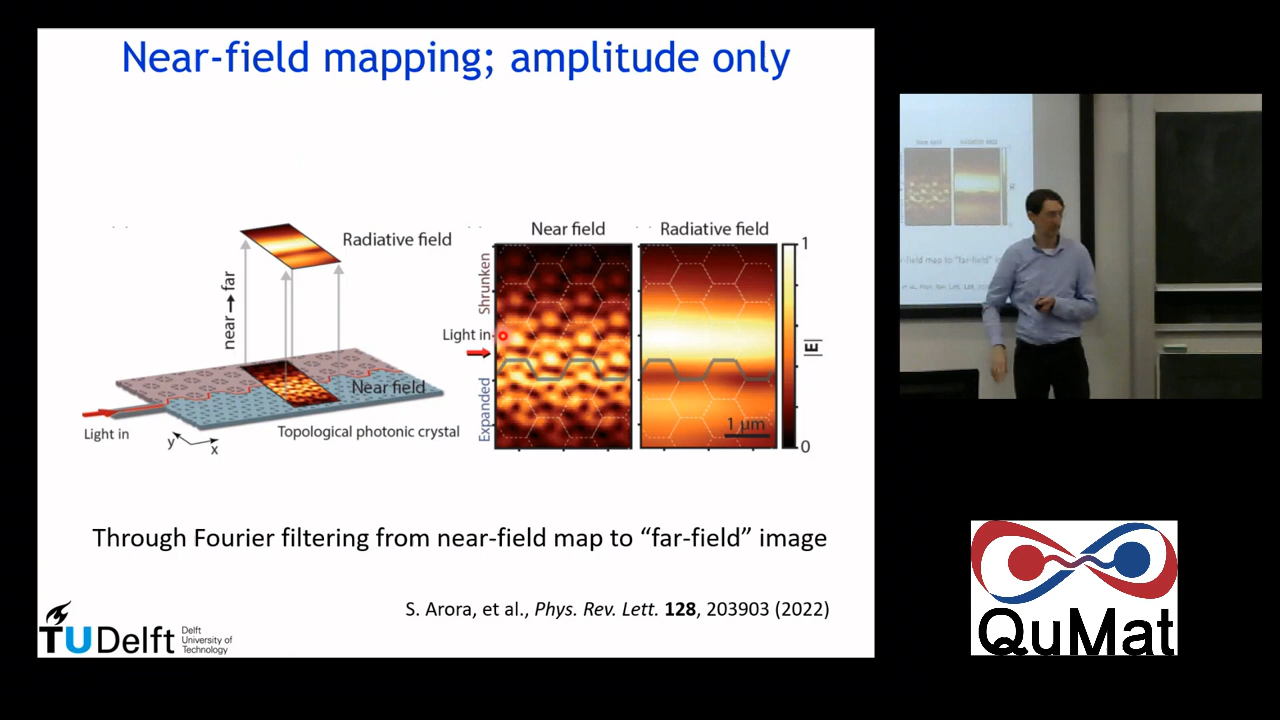 Near-field mapping; amplitude only
Radiative field
near → far
Near field
Light in
y
x
Topological photonic crystal
Near field
Radiative field
Shrunken
Light in
Expanded
1 µm
1
|E|
0
Through Fourier filtering from near-field map to “far-field” image
S. Arora, et al., Phys. Rev. Lett. 128, 203903 (2022)
TU Delft
Delft
University of
Technology
QuMat